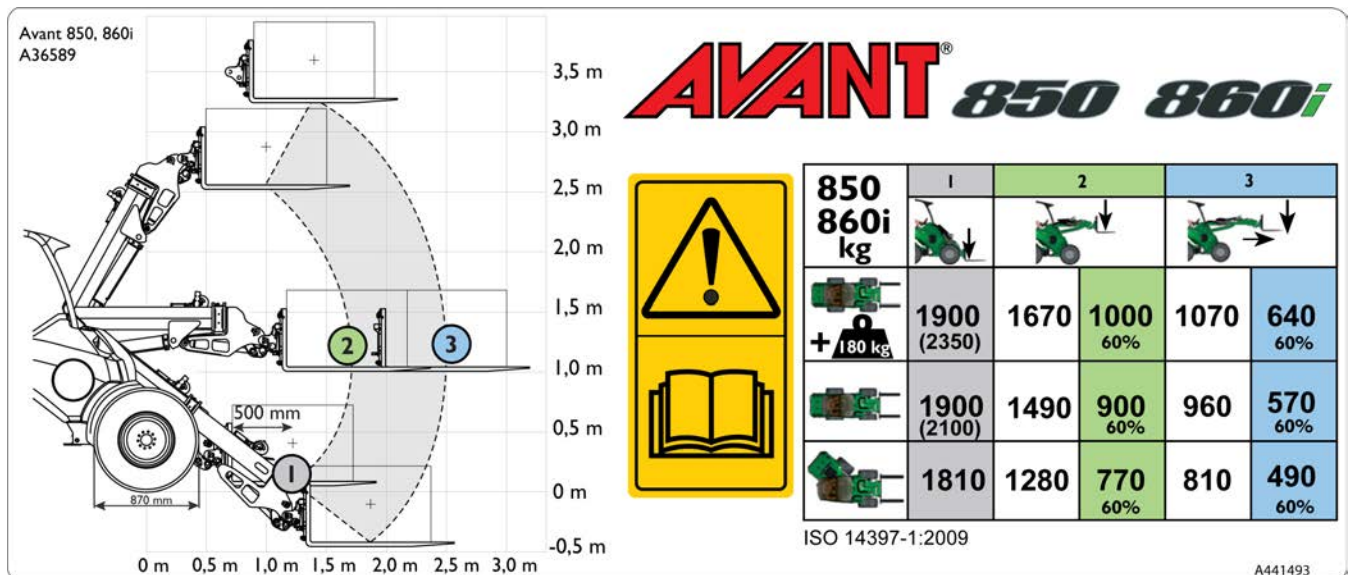 Avant 850, 860i
A36589
3,5 m
3,0 m
2,5 m
2,0 m
1,5 m
1,0 m
0,5 m
0 m
-0,5 m
2
3
500 mm
1
870 mm
0 m 0,5 m 1,0 m 1,5 m 2,0 m 2,5 m 3,0 m
AVANT® 850 860i
850
860i
kg
1 2 3
+ 180 kg
1900 1670 1000 1070 640
(2350) 60% 60%
1900 1490 900 960 570
(2100) 60% 60%
1810 1280 770 810 490
60% 60%
ISO 14397-1:2009
A441493